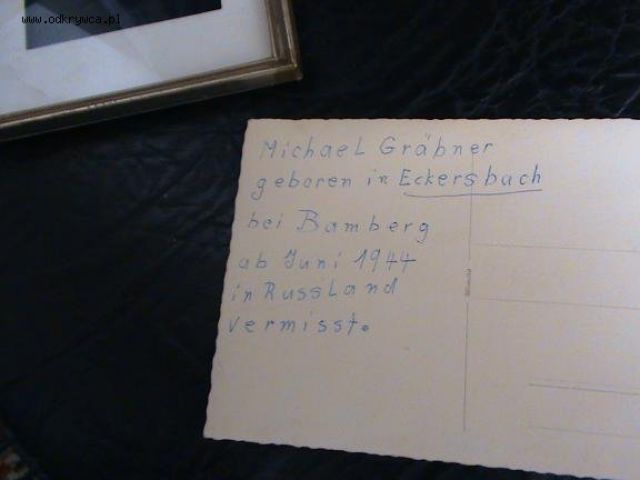 www.odkrywca.pl
Michael Gräbner
geboren in Eckersbach
bei Bamberg
ab Juni 1944
in Russland
vermisst.